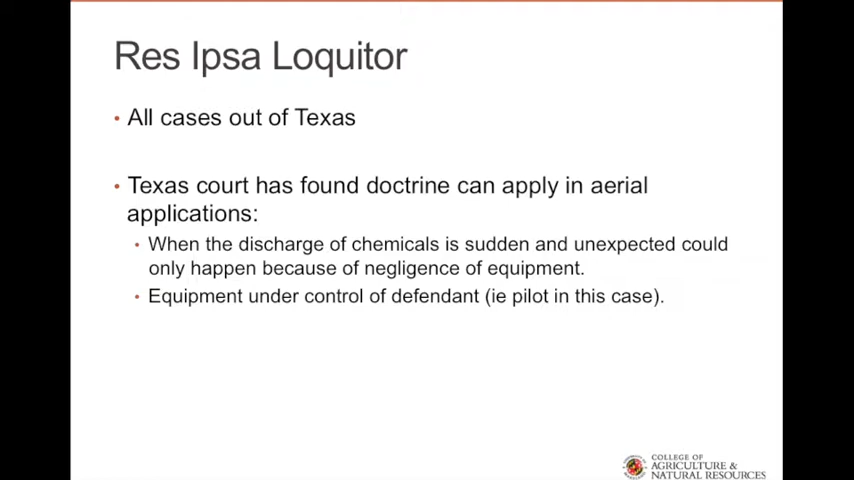 Res Ipsa Loquitor
• All cases out of Texas
• Texas court has found doctrine can apply in aerial
applications:
• When the discharge of chemicals is sudden and unexpected could
only happen because of negligence of equipment.
• Equipment under control of defendant (ie pilot in this case).
COLLEGE OF
AGRICULTURE &
NATURAL RESOURCES